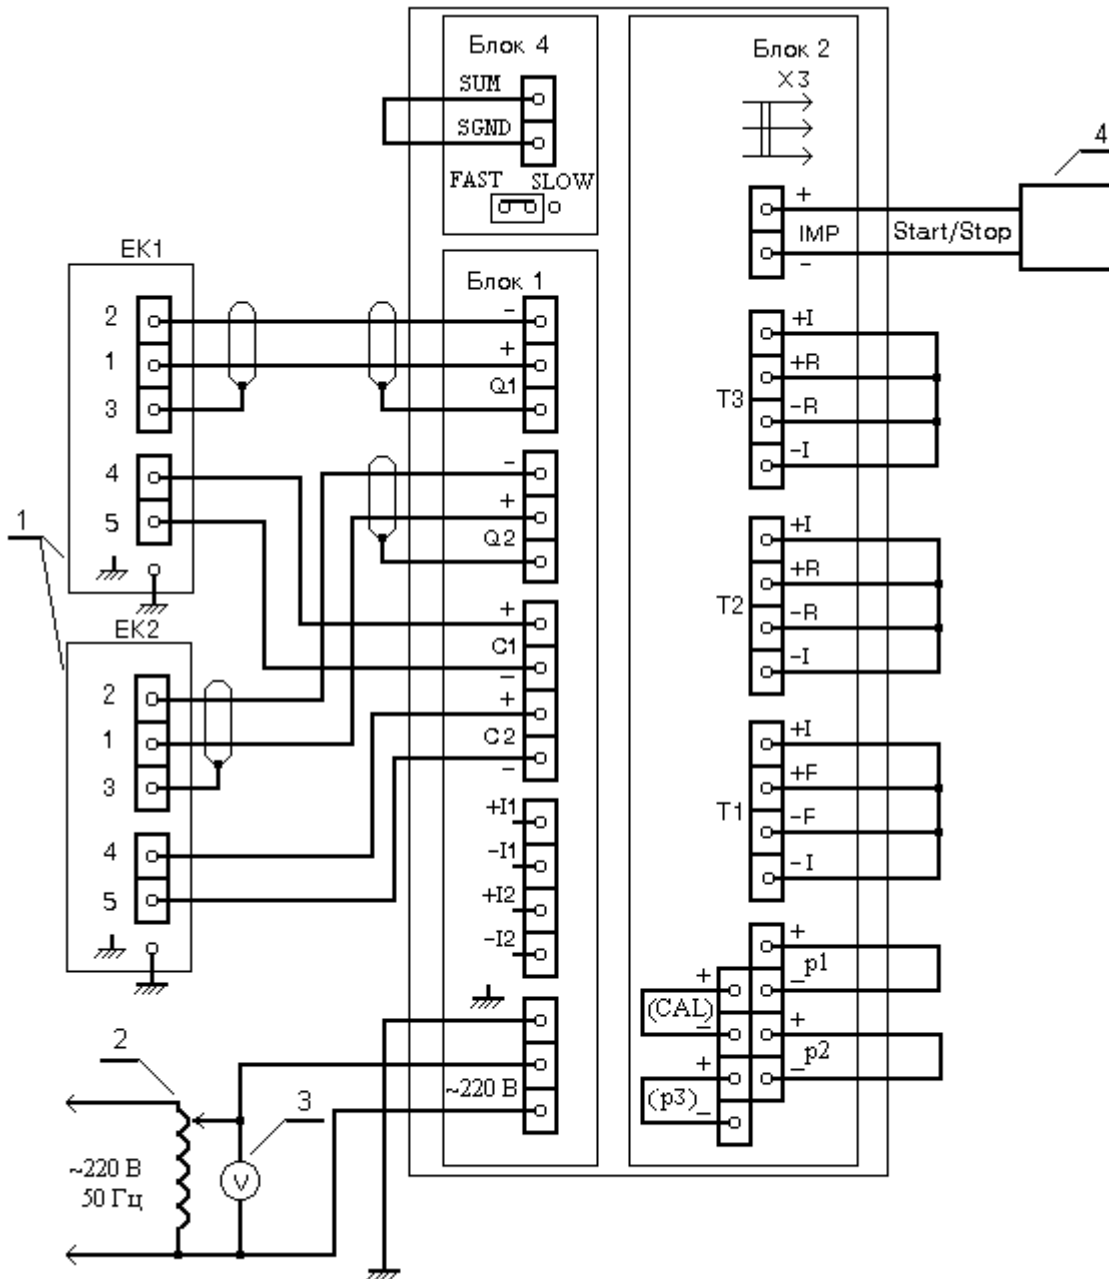 Блок 4
SUM
SGND
FAST SLOW
Блок 2
X3
4
+
IMP
-
Start/Stop
EK1
2
1
3
4
5
Блок 1
-
+
Q1
-
+
Q2
+
C1
-
+
C2
-
+I1
-I1
+I2
-I2
~220 В
1
EK2
2
1
3
4
5
T3
+I
+R
-R
-I
T2
+I
+R
-R
-I
T1
+I
+F
-F
-I
+
p1
-
+
p2
-
+
(CAL)
-
+
(p3)
-
2
3
V
~220 В
50 Гц